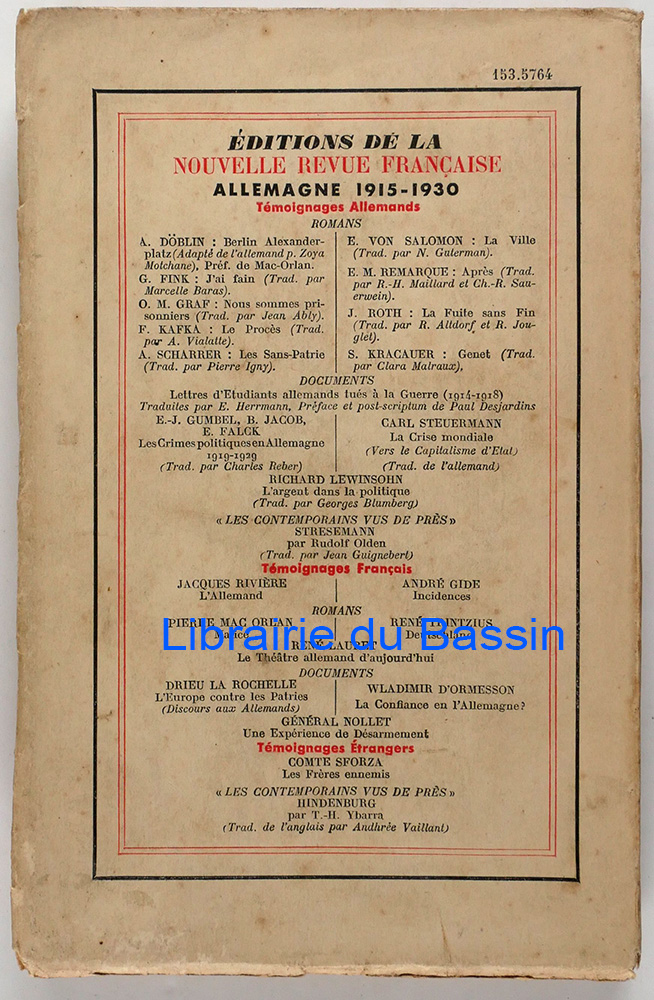 153.5764
ÉDITIONS DE LA
NOUVELLE REVUE FRANÇAISE
ALLEMAGNE 1915-1930
Témoignages Allemands
ROMANS
A. DÖBLIN : Berlin Alexander-
platz (Adapté de l'allemand p. Zoya
Motchane), Préf. de Mac-Orlan.
G. FINK : J'ai faim (Trad. par
Marcelle Baras).
O. M. GRAF : Nous sommes pri-
sonniers (Trad. par Jean Ably).
F. KAFKA : Le Procès (Trad.
par A. Vialatte).
A. SCHARRER : Les Sans-Patrie
(Trad. par Pierre Igny).
E. VON SALOMON : La Ville
(Trad. par N. Guterman).
E. M. REMARQUE : Après (Trad.
par R.-H. Maillard et Ch.-R. Sau-
erwein).
J. ROTH : La Fuite sans Fin
(Trad. par R. Altdorf et R. Jou-
glet).
S. KRACAUER : Genet (Trad.
par Clara Malraux),
DOCUMENTS
Lettres d'Etudiants allemands tués à la Guerre (1914-1918)
Traduites par E. Herrmann, Préface et post-scriptum de Paul Desjardins
E.-J. GUMBEL, B. JACOB,
E. FALCK
Les Crimes politiques en Allemagne
1919-1929
(Trad. par Charles Reber)
CARL STEUERMANN
La Crise mondiale
(Vers le Capitalisme d'Etat)
(Trad. de l'allemand)
RICHARD LEWINSOHN
L'argent dans la politique
(Trad. par Georges Blumberg)
« LES CONTEMPORAINS VUS DE PRÈS »
STRESEMANN
par Rudolf Olden
(Trad. par Jean Guignebert)
Témoignages Français
JACQUES RIVIÈRE
L'Allemand
ANDRÉ GIDE
Incidences
ROMANS
PIERRE MAC ORLAN
Malice
RENÉ TRINTZIUS
Deutschland
Librairie du Bassin
RENÉ LAURET
Le Théâtre allemand d'aujourd'hui
DOCUMENTS
DRIEU LA ROCHELLE
L'Europe contre les Patries
(Discours aux Allemands)
WLADIMIR D'ORMESSON
La Confiance en l'Allemagne?
GÉNÉRAL NOLLET
Une Expérience de Désarmement
Témoignages Étrangers
COMTE SFORZA
Les Frères ennemis
« LES CONTEMPORAINS VUS DE PRÈS »
HINDENBURG
par T.-H. Ybarra
(Trad. de l'anglais par Andhrée Vaillant)